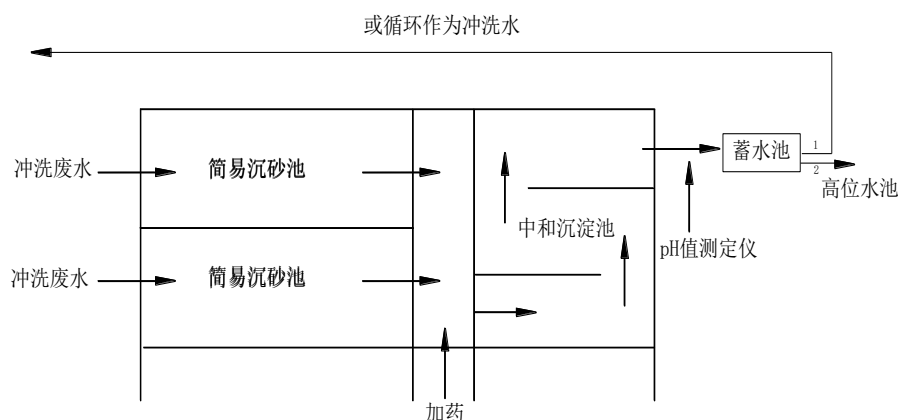 或循环作为冲洗水
冲洗废水
简易沉砂池
蓄水池
1
2
高位水池
中和沉淀池
pH值测定仪
冲洗废水
简易沉砂池
加药